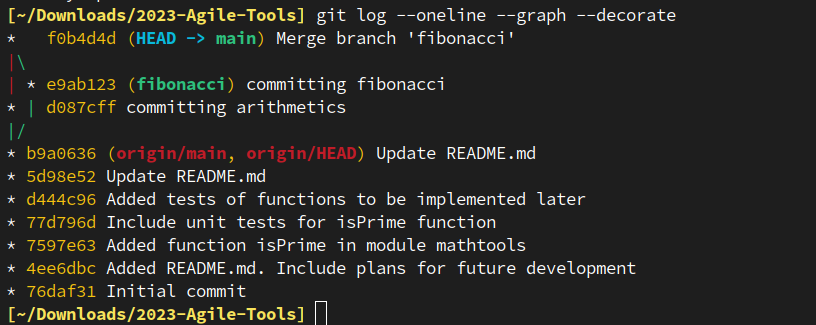 [~/Downloads/2023-Agile-Tools] git log --oneline --graph --decorate
*   f0b4d4d (HEAD -> main) Merge branch 'fibonacci'
|\
| * e9ab123 (fibonacci) committing fibonacci
* | d087cff committing arithmetics
|/
* b9a0636 (origin/main, origin/HEAD) Update README.md
* 5d98e52 Update README.md
* d444c96 Added tests of functions to be implemented later
* 77d796d Include unit tests for isPrime function
* 7597e63 Added function isPrime in module mathtools
* 4ee6dbc Added README.md. Include plans for future development
* 76daf31 Initial commit
[~/Downloads/2023-Agile-Tools]